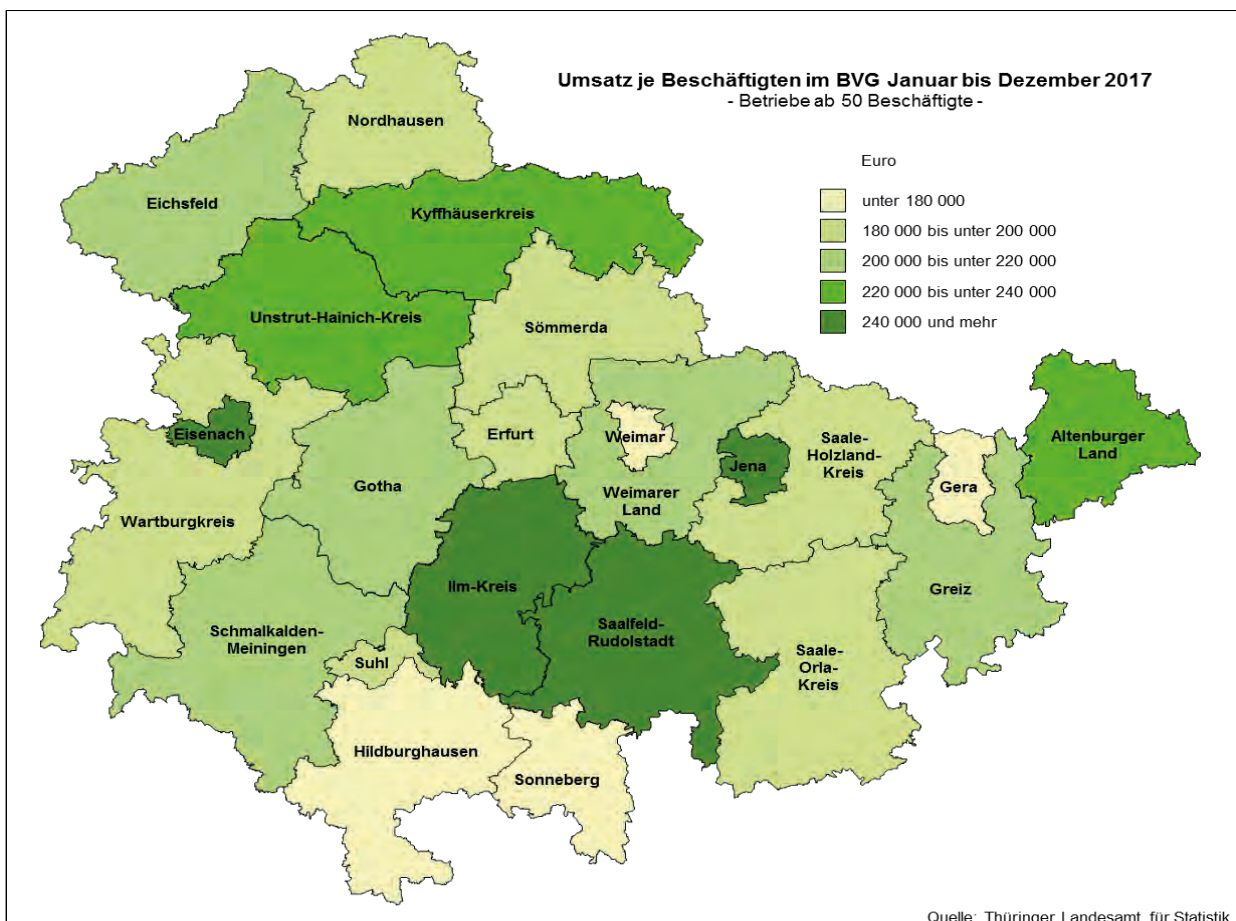 Umsatz je Beschäftigten im BVG Januar bis Dezember 2017
- Betriebe ab 50 Beschäftigte -
Euro
unter 180 000
180 000 bis unter 200 000
200 000 bis unter 220 000
220 000 bis unter 240 000
240 000 und mehr
Nordhausen
Eichsfeld
Kyffhäuserkreis
Unstrut-Hainich-Kreis
Sömmerda
Eisenach
Erfurt
Weimar
Jena
Saale-
Holzland-
Kreis
Gera
Altenburger
Land
Gotha
Weimarer
Land
Wartburgkreis
Ilm-Kreis
Greiz
Saalfeld-
Rudolstadt
Schmalkalden-
Meiningen
Suhl
Saale-
Orla-
Kreis
Hildburghausen
Sonneberg
Quelle: Thüringer Landesamt für Statistik